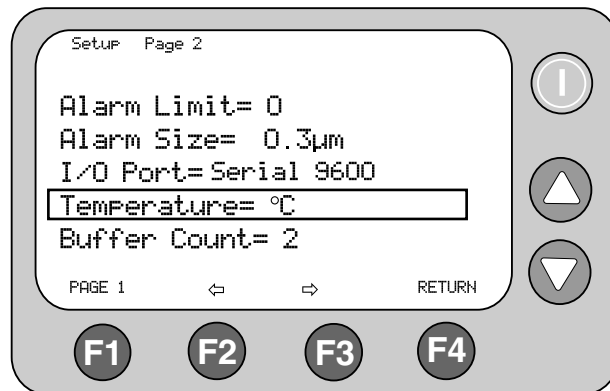 Setup Page 2
Alarm Limit= 0
Alarm Size= 0.3µm
I/O Port= Serial 9600
Temperature= °C
Buffer Count= 2
PAGE 1 ⇦ ⇨ RETURN
F1 F2 F3 F4